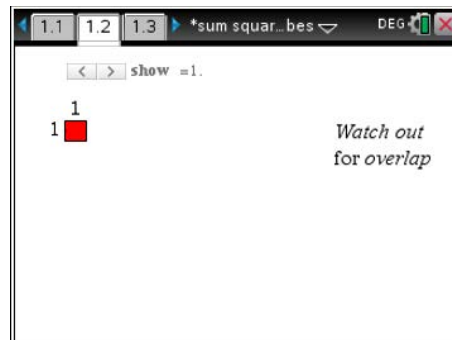 1.1 1.2 1.3 *sum squar...bes DEG
< > show =1.
1
1
Watch out
for overlap